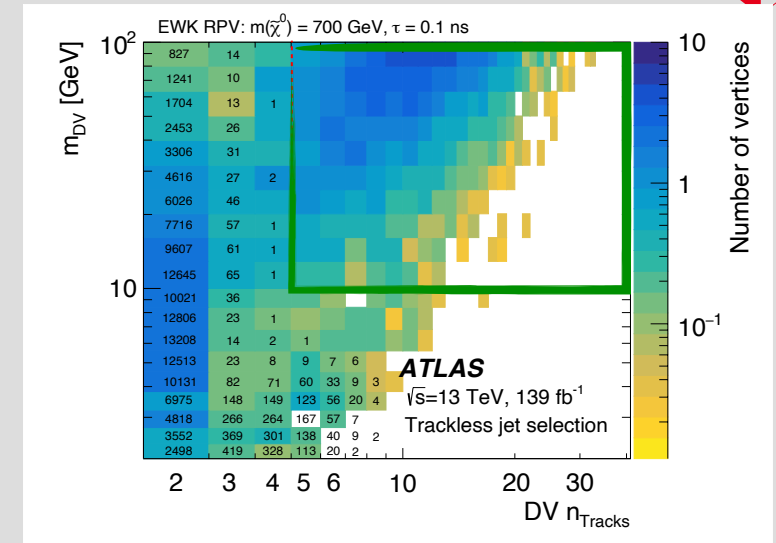 EWK RPV: m(χ̃⁰) = 700 GeV, τ = 0.1 ns
10²
10
m_DV [GeV]
827 14
1241 10
1704 13 1
2453 26
3306 31
4616 27 2
6026 46
7716 57 1
9607 61 1
12645 65 1
10021 36
12806 23 1
13208 14 2 1
12513 23 8 9 7 6
10131 82 71 60 33 9 3
6975 148 149 123 56 20 4
4818 266 264 167 57 7
3552 369 301 138 40 9 2
2498 419 328 113 20 2
ATLAS
√s=13 TeV, 139 fb⁻¹
Trackless jet selection
2 3 4 5 6 10 20 30
DV n_Tracks
10
1
10⁻¹
Number of vertices